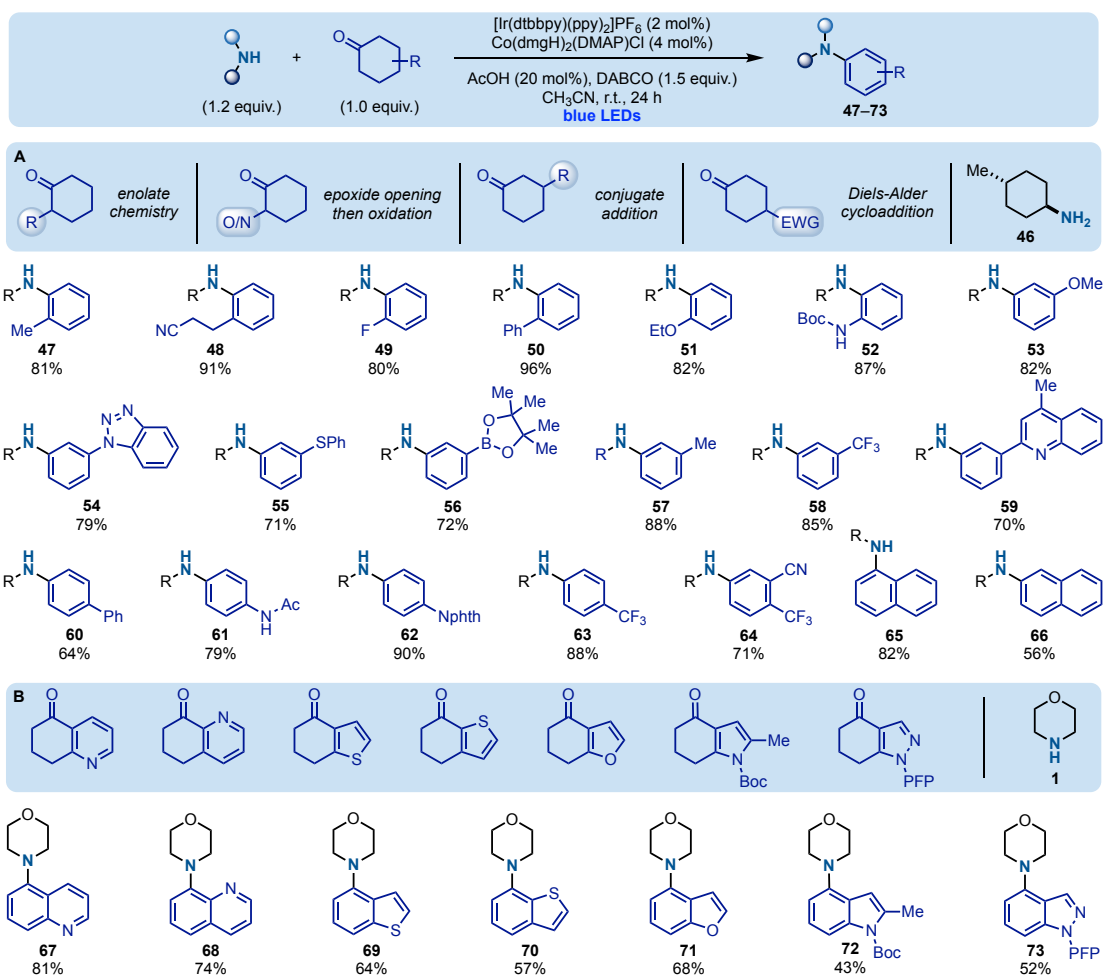 [Ir(dtbbpy)(ppy)2]PF6 (2 mol%)
Co(dmgH)2(DMAP)Cl (4 mol%)
NH
+
O
R
N
R
AcOH (20 mol%), DABCO (1.5 equiv.)
CH3CN, r.t., 24 h
blue LEDs
(1.2 equiv.)
(1.0 equiv.)
47–73
A
O
R
enolate
chemistry
O
O/N
epoxide opening
then oxidation
O
R
conjugate
addition
O
EWG
Diels-Alder
cycloaddition
Me
NH2
46
H
N
R
Me
47
81%
H
N
R
NC
48
91%
H
N
R
F
49
80%
H
N
R
Ph
50
96%
H
N
R
EtO
51
82%
H
N
R
Boc
N
H
52
87%
H
N
R
OMe
53
82%
H
N
R
N
N
N
54
79%
H
N
R
SPh
55
71%
H
N
R
B
O
O
Me
Me
Me
Me
56
72%
H
N
R
Me
57
88%
H
N
R
CF3
58
85%
H
N
R
Me
N
59
70%
H
N
R
Ph
60
64%
H
N
R
N
H
Ac
61
79%
H
N
R
Nphth
62
90%
H
N
R
CF3
63
88%
H
N
R
CN
CF3
64
71%
R
NH
65
82%
H
N
R
66
56%
B
O
N
O
N
O
S
O
S
O
O
O
Me
N
Boc
O
N
N
PFP
O
N
H
1
O
N
N
67
81%
O
N
N
68
74%
O
N
S
69
64%
O
N
S
70
57%
O
N
O
71
68%
O
N
Me
N
Boc
72
43%
O
N
N
N
PFP
73
52%